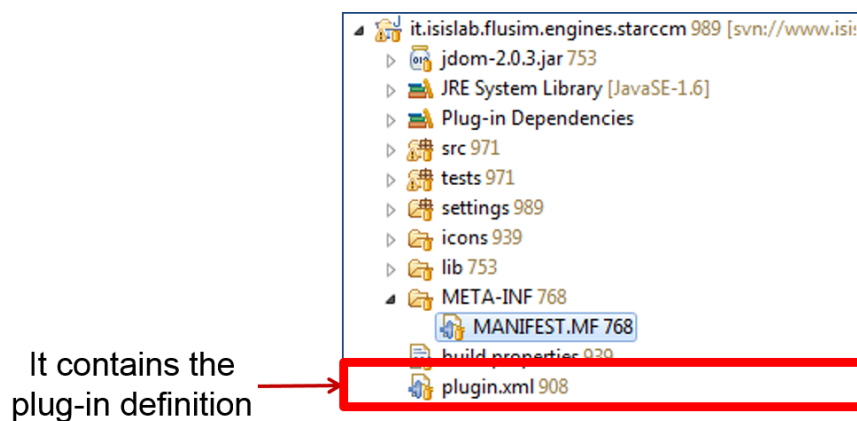 it.isislab.flusim.engines.starccm 989 [svn://www.isis
jdom-2.0.3.jar 753
JRE System Library [JavaSE-1.6]
Plug-in Dependencies
src 971
tests 971
settings 989
icons 939
lib 753
META-INF 768
MANIFEST.MF 768
build.properties 939
plugin.xml 908
It contains the
plug-in definition